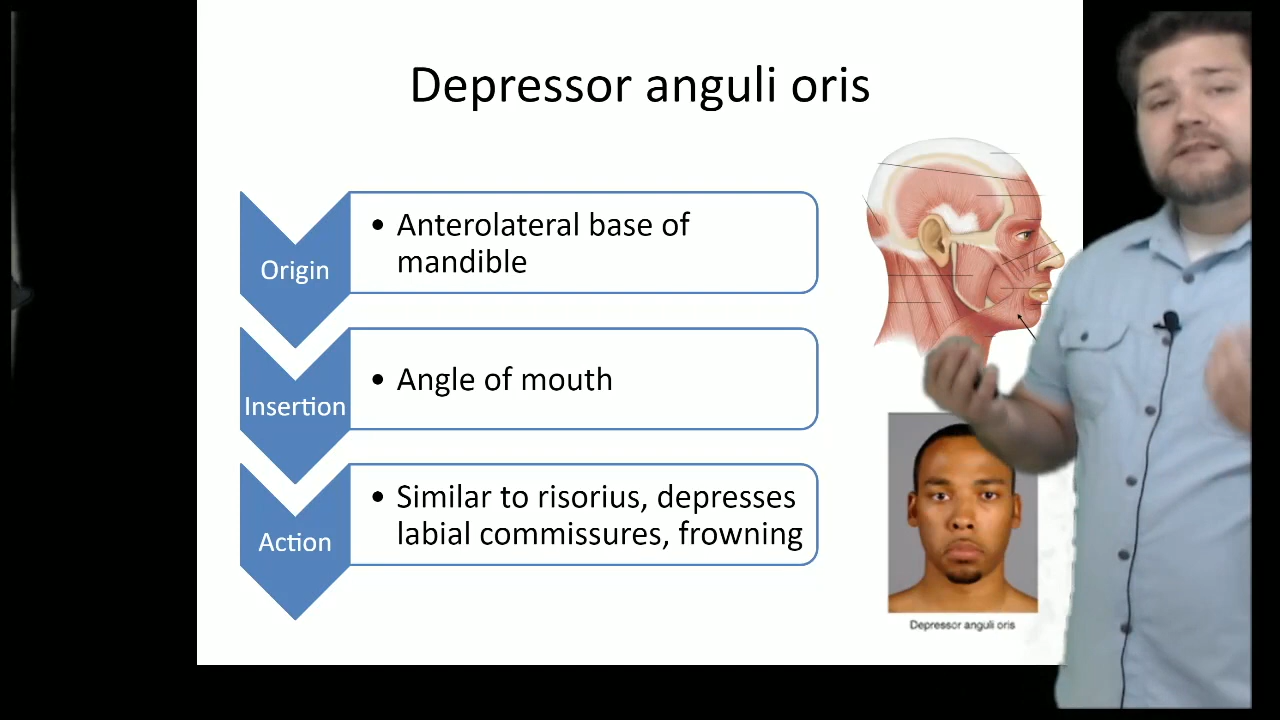 Depressor anguli oris
Origin
• Anterolateral base of
mandible
Insertion
• Angle of mouth
Action
• Similar to risorius, depresses
labial commissures, frowning
Depressor anguli oris